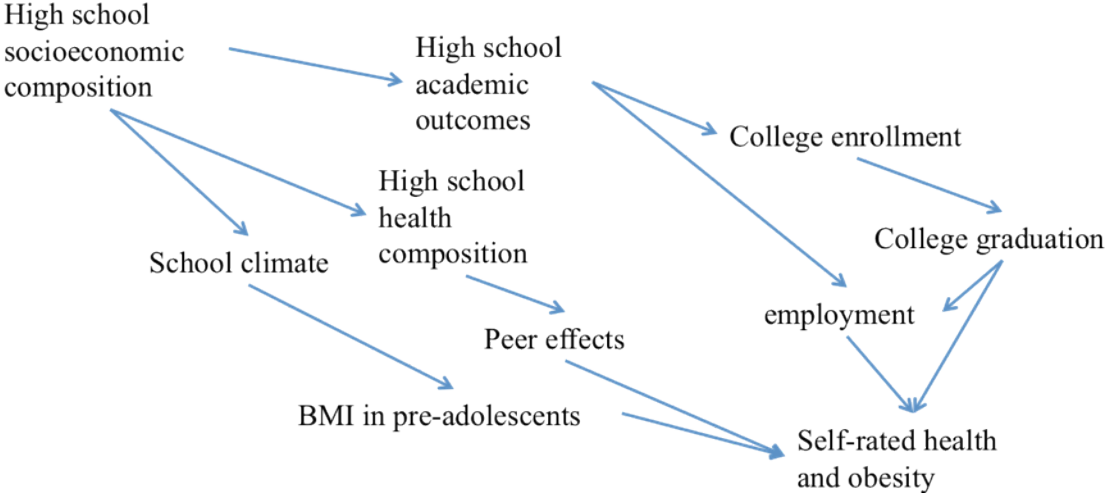 High school
socioeconomic
composition
High school
academic
outcomes
College enrollment
High school
health
composition
College graduation
School climate
employment
Peer effects
BMI in pre-adolescents
Self-rated health
and obesity